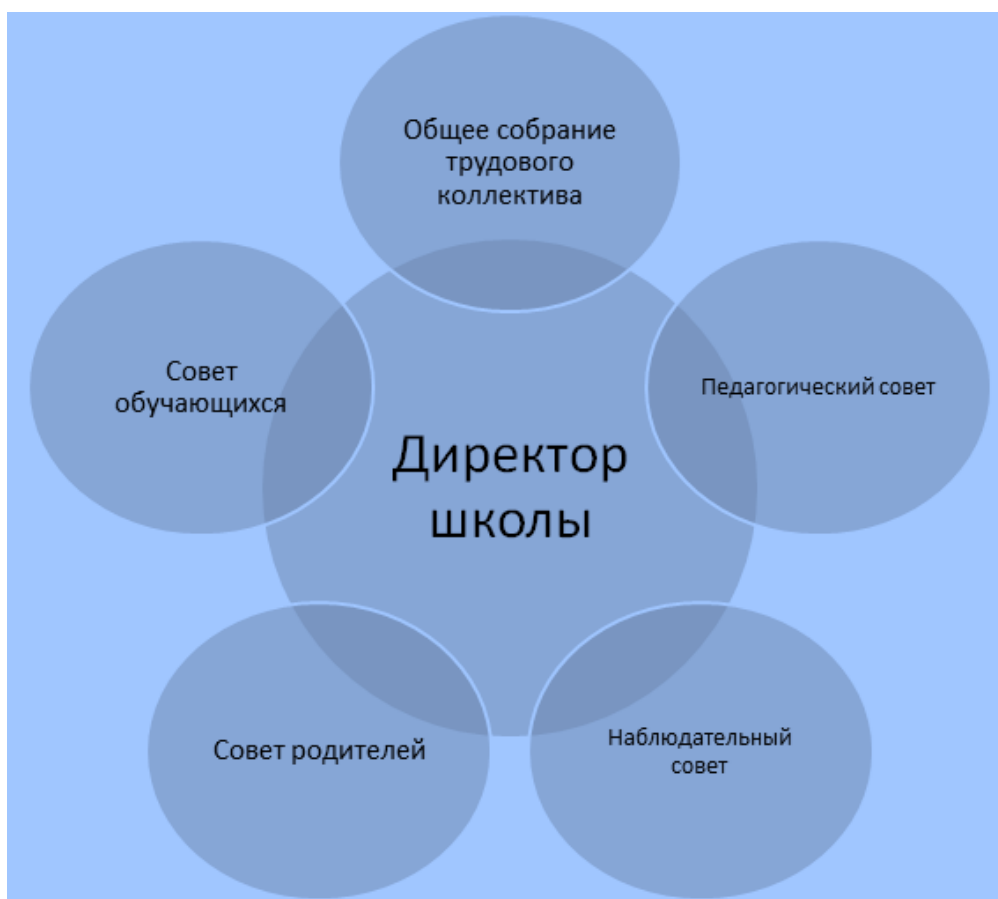 Общее собрание
трудового
коллектива
Совет
обучающихся
Педагогический совет
Директор
школы
Совет родителей
Наблюдательный
совет